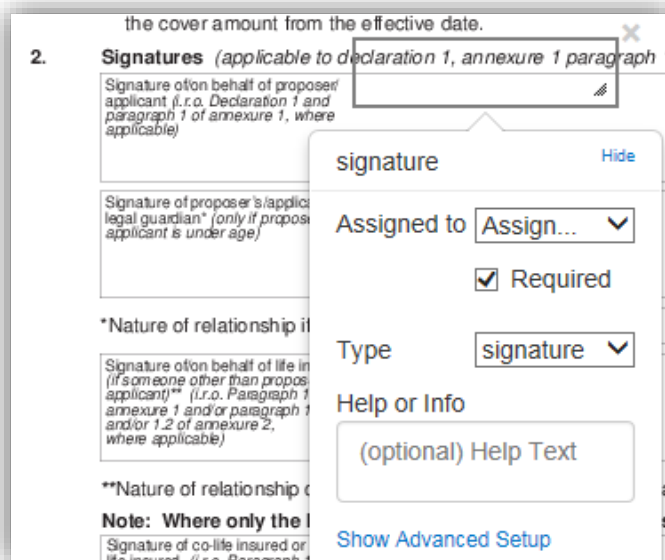 the cover amount from the effective date.
2. Signatures (applicable to declaration 1, annexure 1 paragraph
Signature of/on behalf of proposer/
applicant (i.r.o. Declaration 1 and
paragraph 1 of annexure 1, where
applicable)
signature Hide
Signature of proposer's/applica
legal guardian* (only if propose
applicant is under age)
Assigned to Assign...
Required
*Nature of relationship if
Type signature
Signature of/on behalf of life in
(if someone other than propos
applicant)** (i.r.o. Paragraph 1
annexure 1 and/or paragraph 1
and/or 1.2 of annexure 2,
where applicable)
Help or Info
(optional) Help Text
**Nature of relationship
Note: Where only the
Show Advanced Setup
Signature of co-life insured or